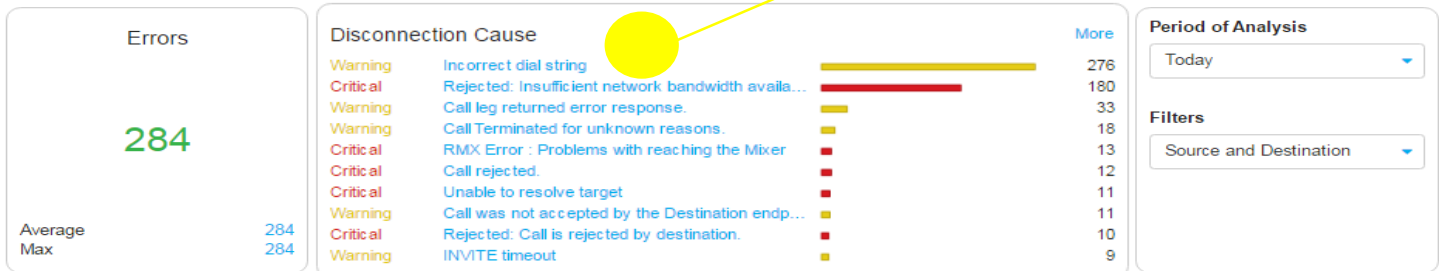 Errors
284
Average 284
Max 284
Disconnection Cause More
Warning Incorrect dial string 276
Critical Rejected: Insufficient network bandwidth availa... 180
Warning Call leg returned error response. 33
Warning Call Terminated for unknown reasons. 18
Critical RMX Error : Problems with reaching the Mixer 13
Critical Call rejected. 12
Critical Unable to resolve target 11
Warning Call was not accepted by the Destination endp... 11
Critical Rejected: Call is rejected by destination. 10
Warning INVITE timeout 9
Period of Analysis
Today
Filters
Source and Destination